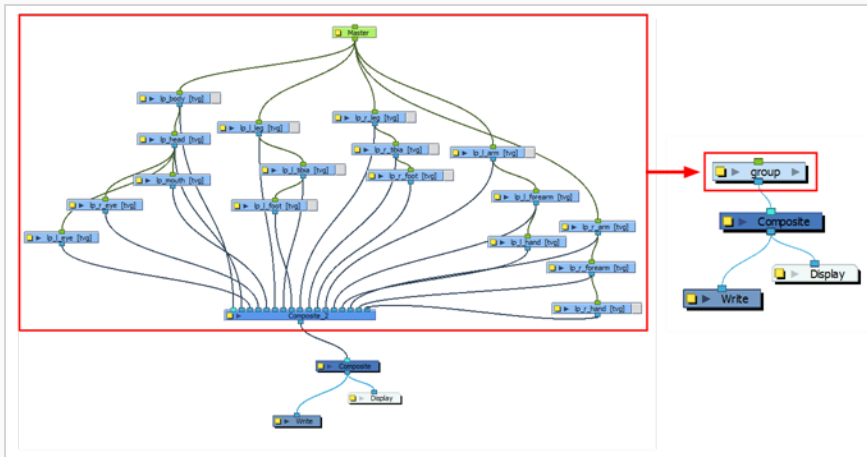 Master
lp_body [tvg]
lp_r_leg [tvg]
lp_l_leg [tvg]
lp_head [tvg]
lp_r_tibia [tvg]
lp_l_arm [tvg]
lp_mouth [tvg]
lp_l_tibia [tvg]
lp_r_foot [tvg]
group
lp_r_eye [tvg]
lp_l_foot [tvg]
lp_l_forearm [tvg]
Composite
lp_r_arm [tvg]
lp_l_eye [tvg]
lp_l_hand [tvg]
lp_r_forearm [tvg]
Display
Write
lp_r_hand [tvg]
Composite_2
Composite
Display
Write